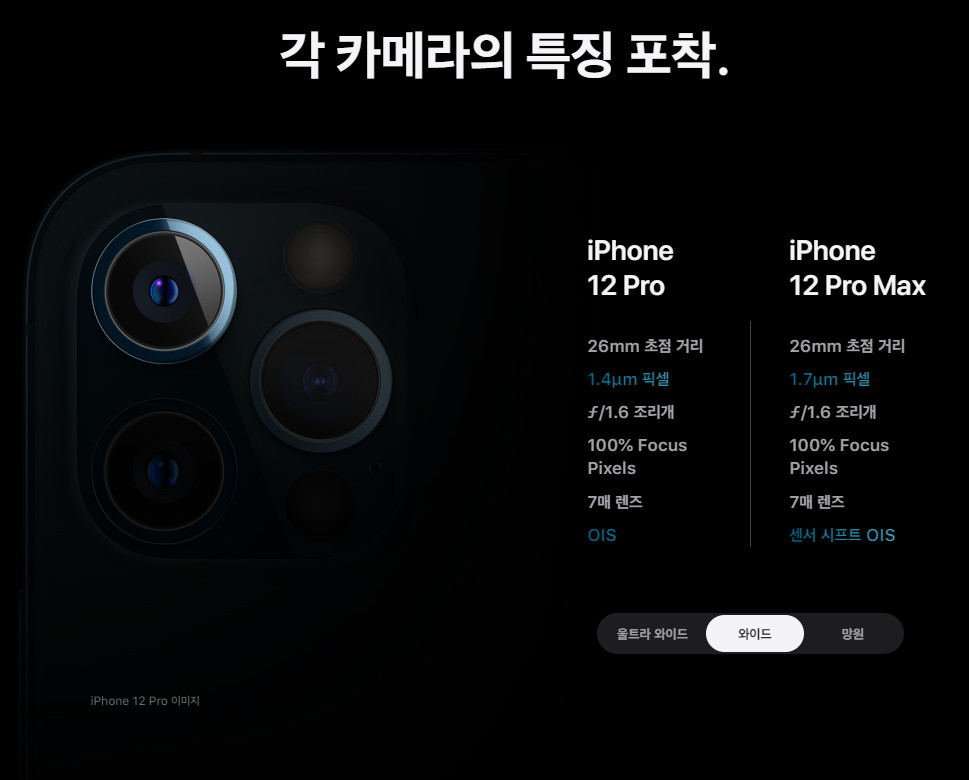 각 카메라의 특징 포착.
iPhone
12 Pro
26mm 초점 거리
1.4μm 픽셀
ƒ/1.6 조리개
100% Focus
Pixels
7매 렌즈
OIS
iPhone
12 Pro Max
26mm 초점 거리
1.7μm 픽셀
ƒ/1.6 조리개
100% Focus
Pixels
7매 렌즈
센서 시프트 OIS
울트라 와이드
와이드
망원
iPhone 12 Pro 이미지